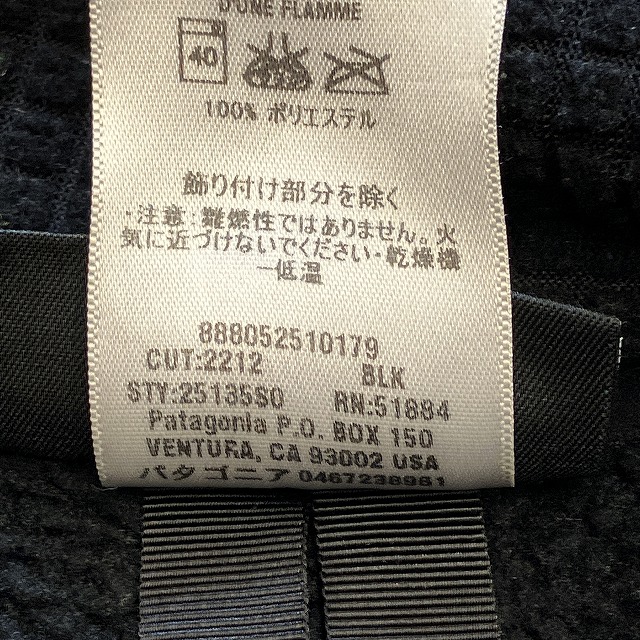 D'UNE FLAMME
40
100% ポリエステル
飾り付け部分を除く
・注意：難燃性ではありません。火
気に近づけないでください・乾燥機
ー低温
888052510179
CUT:2212 BLK
STY:25135S0 RN:51884
Patagonia P.O. BOX 150
VENTURA, CA 93002 USA
パタゴニア 0467238961